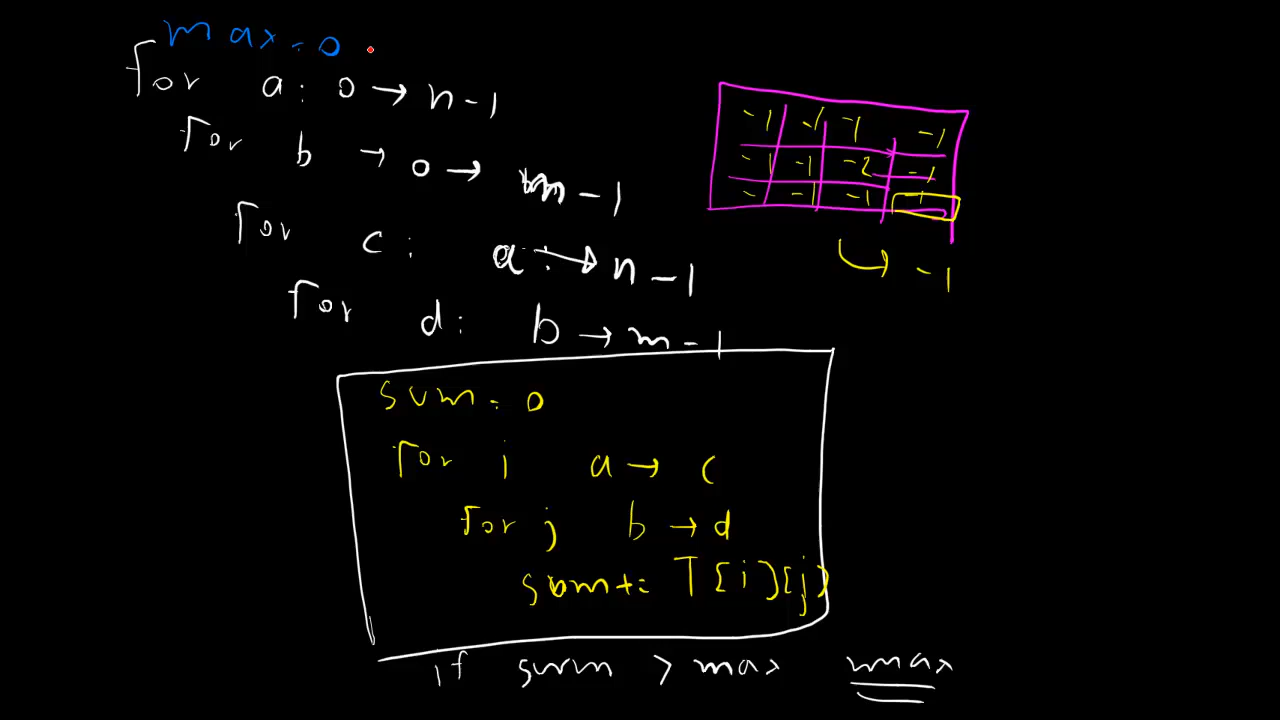 max = 0
for a: 0 → n-1
for b → 0 → m-1
for c: a: → n-1
for d: b → m-1
sum = 0
for i a → c
for j b → d
sum += T[i][j]
if sum > max max
-1 -1 -1 -1
-1 -1 -2 -1
- -1 -1 -1
→ -1